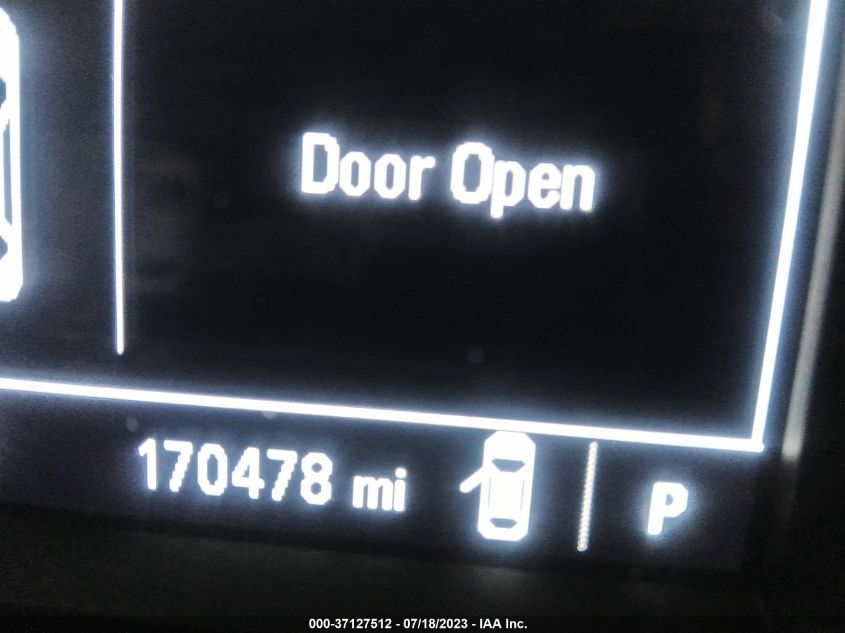 Door Open
170478 mi P
000-37127512 - 07/18/2023 - IAA Inc.